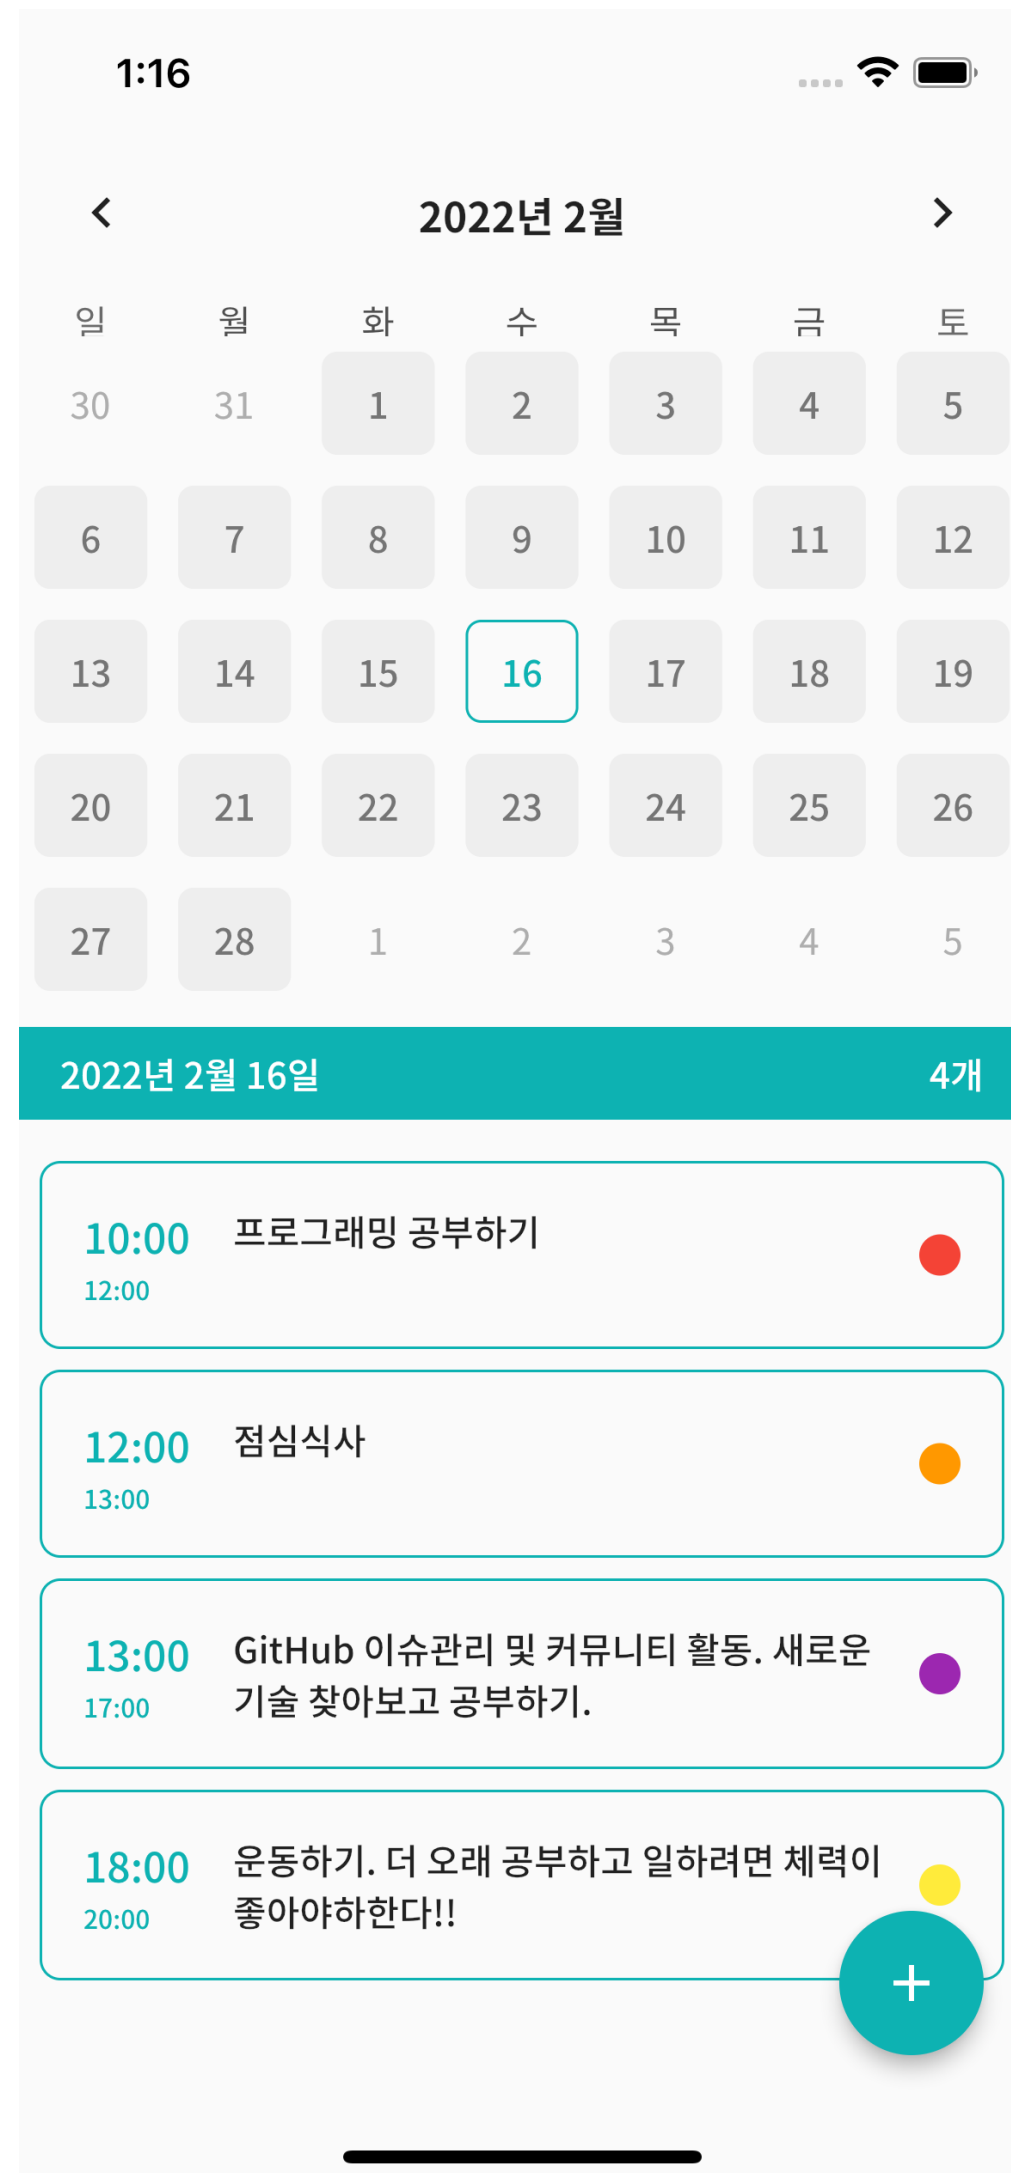 1:16
2022년 2월
일 월 화 수 목 금 토
30 31 1 2 3 4 5
6 7 8 9 10 11 12
13 14 15 16 17 18 19
20 21 22 23 24 25 26
27 28 1 2 3 4 5
2022년 2월 16일 4개
10:00 프로그래밍 공부하기
12:00
12:00 점심식사
13:00
13:00 GitHub 이슈관리 및 커뮤니티 활동. 새로운
17:00 기술 찾아보고 공부하기.
18:00 운동하기. 더 오래 공부하고 일하려면 체력이
20:00 좋아야하한다!!
+